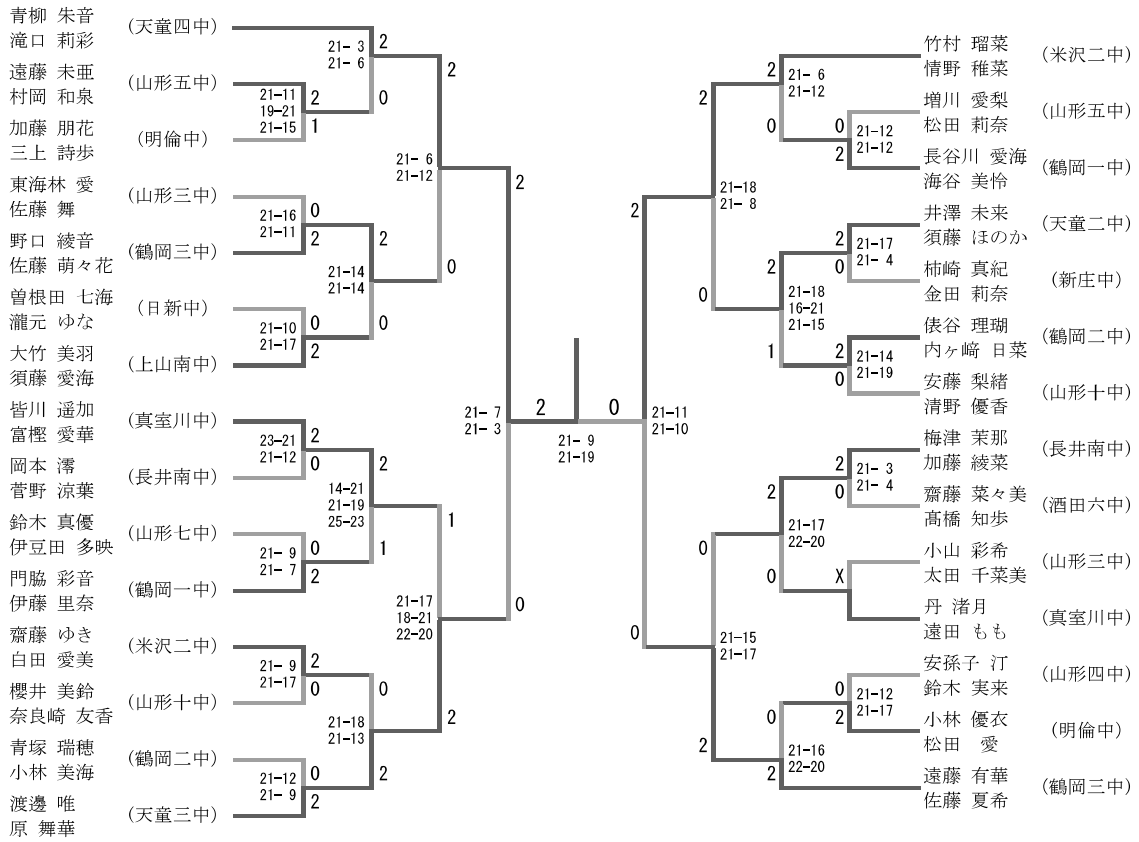 青柳 朱音
滝口 莉彩
(天童四中)
遠藤 未亜
村岡 和泉
(山形五中)
加藤 朋花
三上 詩歩
(明倫中)
東海林 愛
佐藤 舞
(山形三中)
野口 綾音
佐藤 萌々花
(鶴岡三中)
曽根田 七海
瀧元 ゆな
(日新中)
大竹 美羽
須藤 愛海
(上山南中)
皆川 遥加
富樫 愛華
(真室川中)
岡本 澪
菅野 涼葉
(長井南中)
鈴木 真優
伊豆田 多映
(山形七中)
門脇 彩音
伊藤 里奈
(鶴岡一中)
齋藤 ゆき
白田 愛美
(米沢二中)
櫻井 美鈴
奈良崎 友香
(山形十中)
青塚 瑞穂
小林 美海
(鶴岡二中)
渡邊 唯
原 舞華
(天童三中)
21-11
19-21
21-15
2
1
21-16
21-11
0
2
21-10
21-17
0
2
23-21
21-12
2
0
21- 9
21- 7
0
2
21- 9
21-17
2
0
21-12
21- 9
0
2
21- 3
21- 6
2
0
21-14
21-14
2
0
14-21
21-19
25-23
2
1
21-18
21-13
0
2
21- 6
21-12
2
0
21-17
18-21
22-20
1
2
21- 7
21- 3
2
0
2
0
21- 9
21-19
21-11
21-10
2
0
21-18
21- 8
2
0
21-15
21-17
0
2
21- 6
21-12
2
0
21-18
16-21
21-15
2
1
21-17
22-20
2
0
21-16
22-20
0
2
21-12
21-12
0
2
21-17
21- 4
2
0
21-14
21-19
2
0
21- 3
21- 4
2
0
X
21-12
21-17
0
2
竹村 瑠菜
情野 稚菜
(米沢二中)
増川 愛梨
松田 莉奈
(山形五中)
長谷川 愛海
海谷 美怜
(鶴岡一中)
井澤 未来
須藤 ほのか
(天童二中)
柿崎 真紀
金田 莉奈
(新庄中)
俵谷 理瑚
内ヶ﨑 日菜
(鶴岡二中)
安藤 梨緒
清野 優香
(山形十中)
梅津 茉那
加藤 綾菜
(長井南中)
齋藤 菜々美
髙橋 知歩
(酒田六中)
小山 彩希
太田 千菜美
(山形三中)
丹 渚月
遠田 もも
(真室川中)
安孫子 汀
鈴木 実来
(山形四中)
小林 優衣
松田 愛
(明倫中)
遠藤 有華
佐藤 夏希
(鶴岡三中)